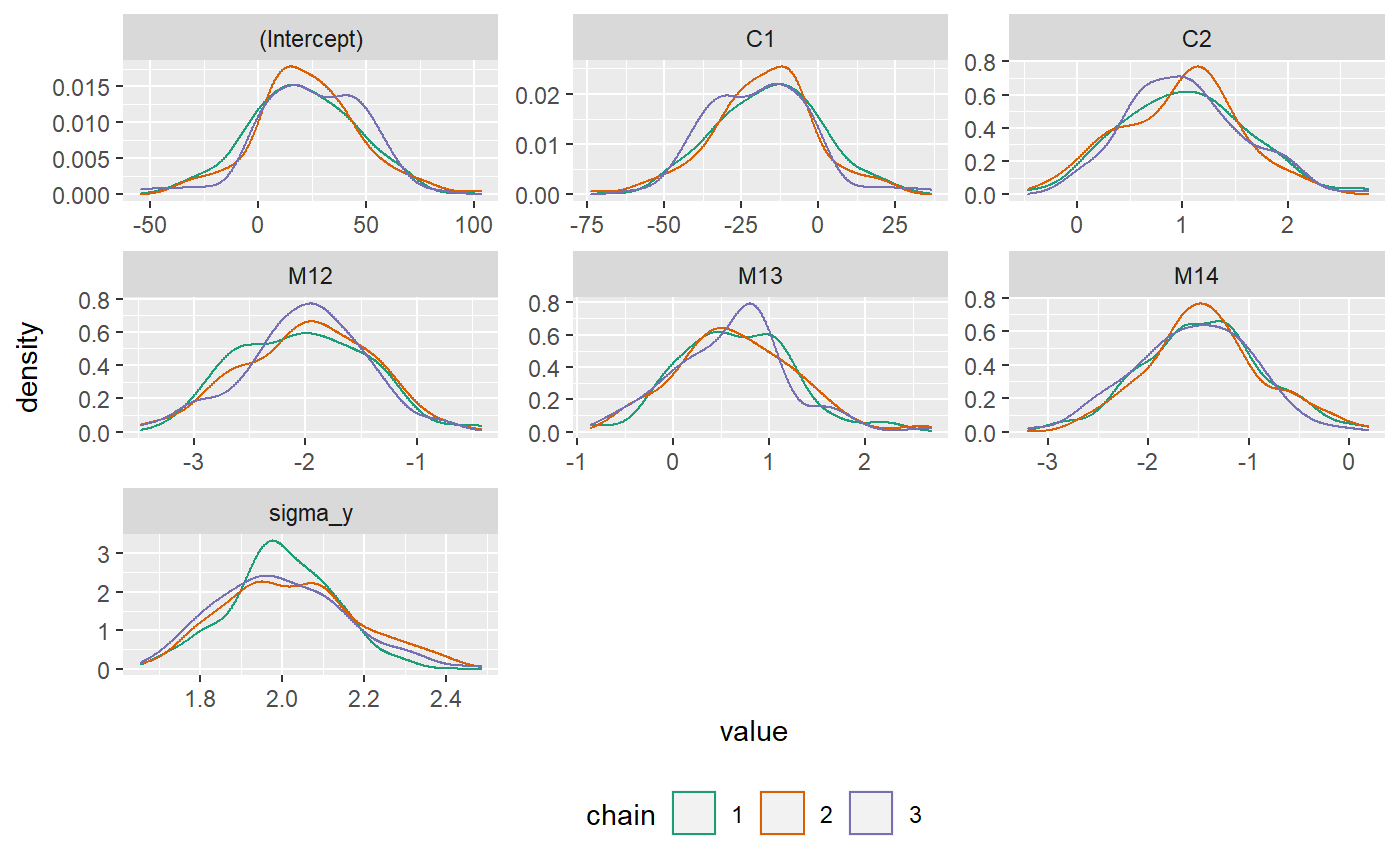 (Intercept) C1 C2
0.015 0.010 0.005 0.000
0.02 0.01 0.00
0.8 0.6 0.4 0.2 0.0
-50 0 50 100 -75 -50 -25 0 25 0 1 2
M12 M13 M14
0.8 0.6 0.4 0.2 0.0
0.8 0.6 0.4 0.2 0.0
0.8 0.6 0.4 0.2 0.0
-3 -2 -1 -1 0 1 2 -3 -2 -1 0
density
sigma_y
3 2 1 0
1.8 2.0 2.2 2.4
value
chain 1 2 3